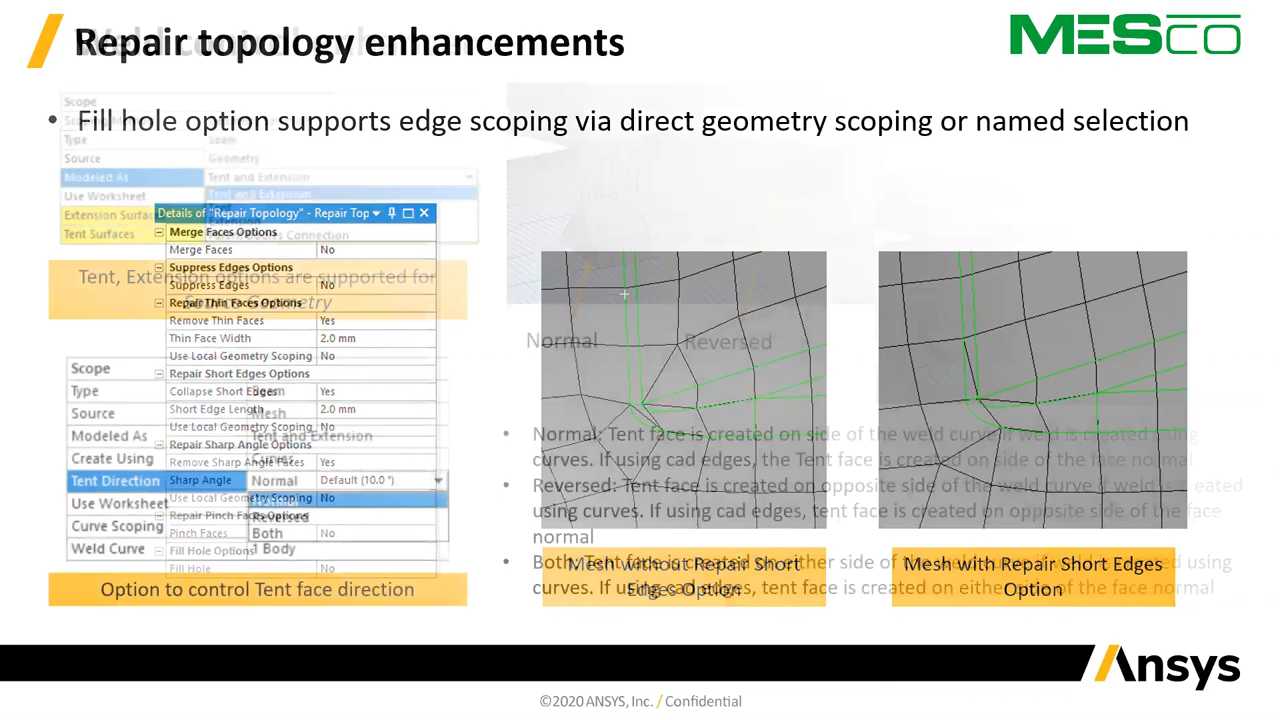 Repair topology enhancements
MESCO
• Fill hole option supports edge scoping via direct geometry scoping or named selection
Scope
Type
Seam
Source
Geometry
Modeled As
Tent and Extension
Use Worksheet
Tent and Extension
Extension Surfac
Tent Surfaces
Connection
Tent, Extension options are supported for
Source Geometry
Details of "Repair Topology" - Repair Top
Merge Faces Options
Merge Faces No
Suppress Edges Options
Suppress Edges No
Repair Thin Faces Options
Remove Thin Faces Yes
Thin Face Width 2.0 mm
Use Local Geometry Scoping No
Repair Short Edges Options
Collapse Short Edges Yes
Short Edge Length 2.0 mm
Use Local Geometry Scoping No
Repair Sharp Angle Options
Remove Sharp Angle Faces Yes
Sharp Angle Default (10.0 °)
Use Local Geometry Scoping No
Repair Pinch Faces Options
Pinch Faces No
Fill Hole Options
Fill Hole No
Scope
Type Seam
Source Mesh
Modeled As Tent and Extension
Create Using Curves
Tent Direction Normal
Use Worksheet Normal
Curve Scoping Reversed
Both
Weld Curve 1 Body
Option to control Tent face direction
Normal
Reversed
• Normal: Tent face is created on side of the weld curve if weld is created using
curves. If using cad edges, the Tent face is created on side of the face normal
• Reversed: Tent face is created on opposite side of the weld curve if weld is created
using curves. If using cad edges, tent face is created on opposite side of the face
normal
• Both: Tent face is created on either side of the weld curve if weld is created using
curves. If using cad edges, tent face is created on either side of the face normal
Mesh without Repair Short
Edges Option
Mesh with Repair Short Edges
Option
Ansys
©2020 ANSYS, Inc. / Confidential